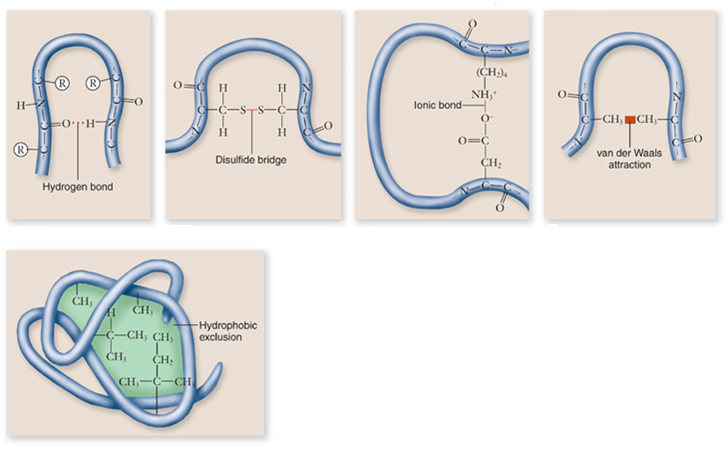 C
R
R
C
H
N
C
O
C
O
H
N
R
C
C
Hydrogen bond
O
C
H
H
N
C
C
S
S
C
C
N
H
H
C
O
Disulfide bridge
O
C
C
N
(CH₂)₄
NH₃⁺
Ionic bond
O⁻
O
C
CH₂
N
C
C
O
O
C
N
C
CH₃
CH₃
C
N
C
O
van der Waals
attraction
CH₃
H
CH₃
Hydrophobic
exclusion
C
CH₃
CH₃
CH₃
CH₂
CH₃
C
CH₃